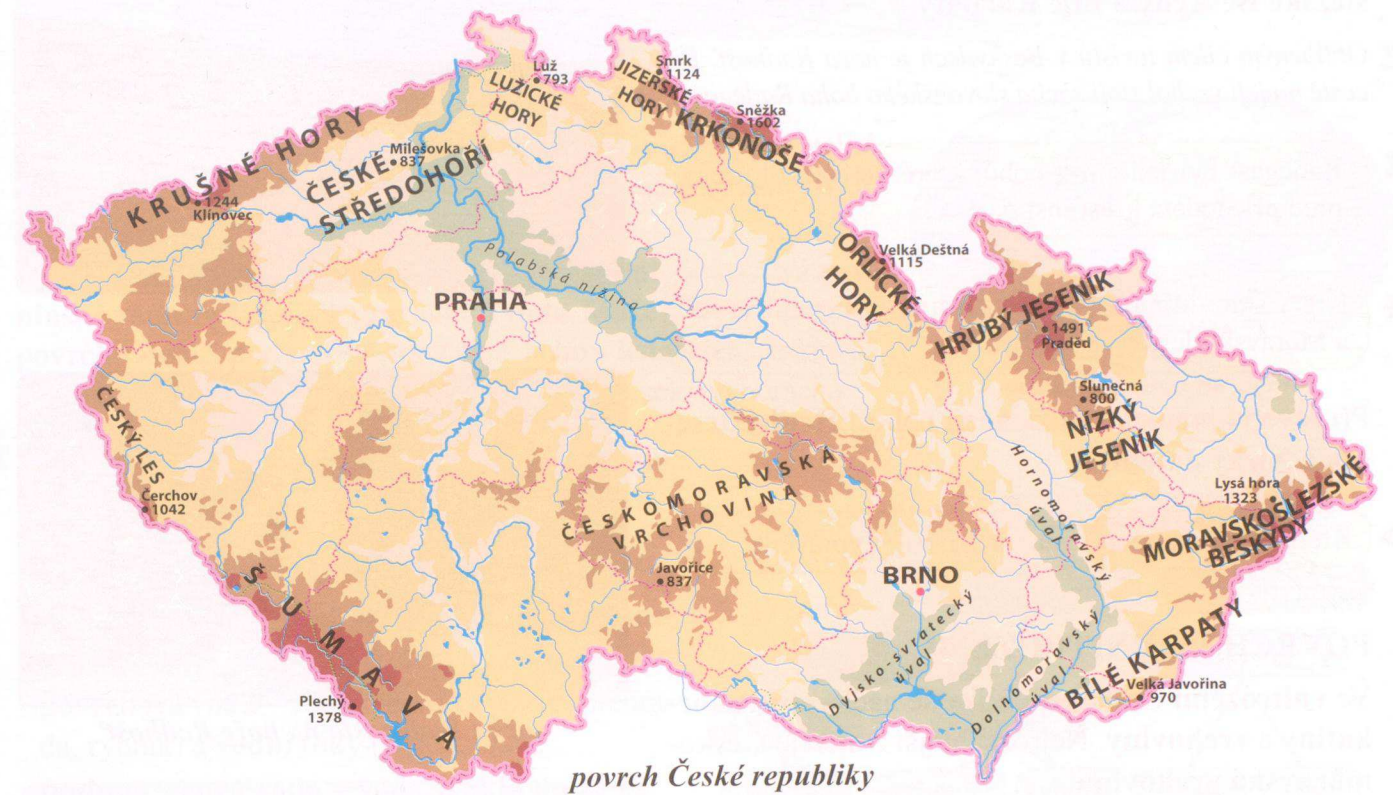 Luž
793
LUŽICKÉ
HORY
Smrk
1124
JIZERSKÉ
HORY
Sněžka
1602
KRKONOŠE
KRUŠNÉ HORY
1244
Klínovec
Milešovka
837
ČESKÉ
STŘEDOHOŘÍ
Polabská nížina
PRAHA
ORLICKÉ
HORY
Velká Deštná
1115
HRUBÝ JESENÍK
1491
Praděd
Slunečná
800
NÍZKÝ
JESENÍK
ČESKÝ LES
Čerchov
1042
ČESKOMORAVSKÁ
VRCHOVINA
Javořice
837
Hornomoravský
úval
Lysá hora
1323
MORAVSKOSLEZSKÉ
BESKYDY
BRNO
ŠUMAVA
Plechý
1378
Dyjsko-svratecký
úval
Dolnomoravský
úval
BÍLÉ KARPATY
Velká Javořina
970
povrch České republiky